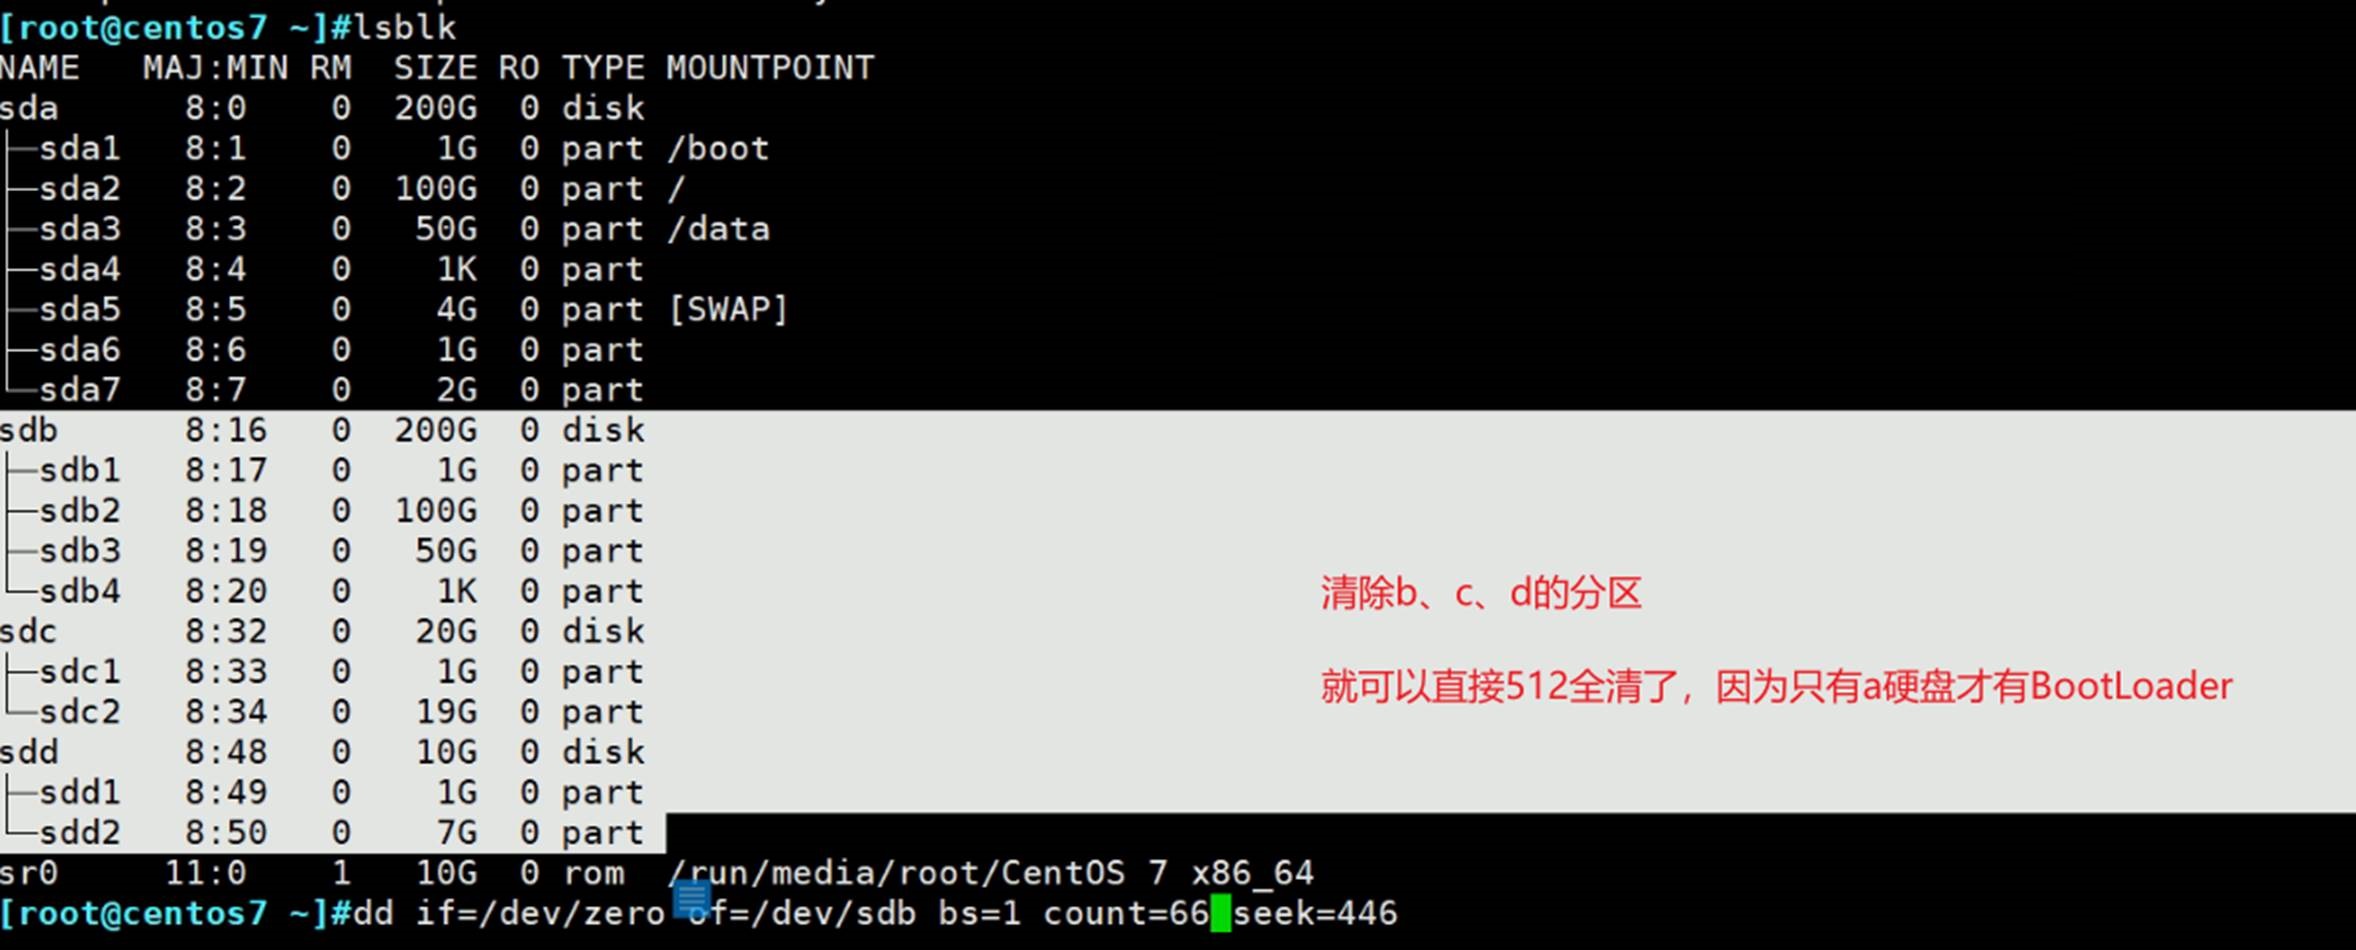 [root@centos7 ~]#lsblk
NAME   MAJ:MIN RM  SIZE RO TYPE MOUNTPOINT
sda      8:0    0  200G  0 disk
├─sda1   8:1    0    1G  0 part /boot
├─sda2   8:2    0  100G  0 part /
├─sda3   8:3    0   50G  0 part /data
├─sda4   8:4    0    1K  0 part
├─sda5   8:5    0    4G  0 part [SWAP]
├─sda6   8:6    0    1G  0 part
└─sda7   8:7    0    2G  0 part
sdb      8:16   0  200G  0 disk
├─sdb1   8:17   0    1G  0 part
├─sdb2   8:18   0  100G  0 part
├─sdb3   8:19   0   50G  0 part
└─sdb4   8:20   0    1K  0 part
清除b、c、d的分区
sdc      8:32   0   20G  0 disk
├─sdc1   8:33   0    1G  0 part
就可以直接512全清了，因为只有a硬盘才有BootLoader
└─sdc2   8:34   0   19G  0 part
sdd      8:48   0   10G  0 disk
├─sdd1   8:49   0    1G  0 part
└─sdd2   8:50   0    7G  0 part
sr0     11:0    1   10G  0 rom  /run/media/root/CentOS 7 x86_64
[root@centos7 ~]#dd if=/dev/zero of=/dev/sdb bs=1 count=66 seek=446